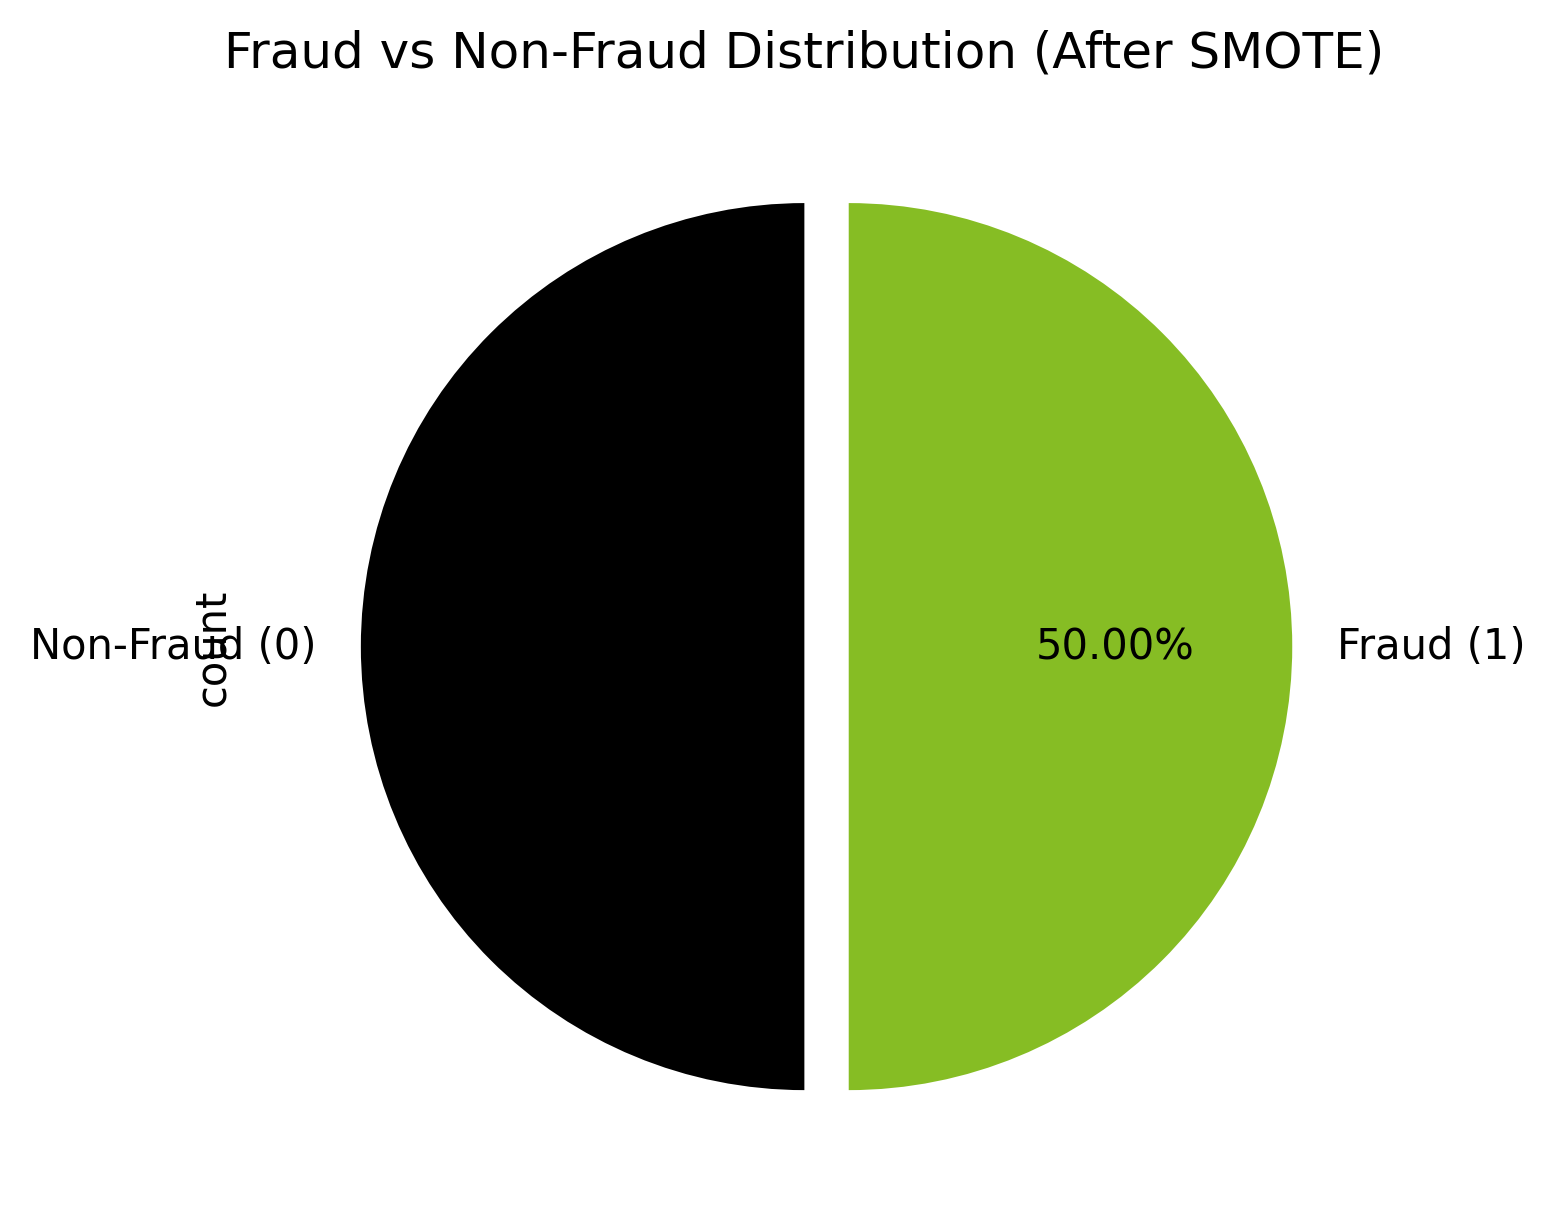 Fraud vs Non-Fraud Distribution (After SMOTE)
Non-Fraud (0)
count
50.00%
Fraud (1)